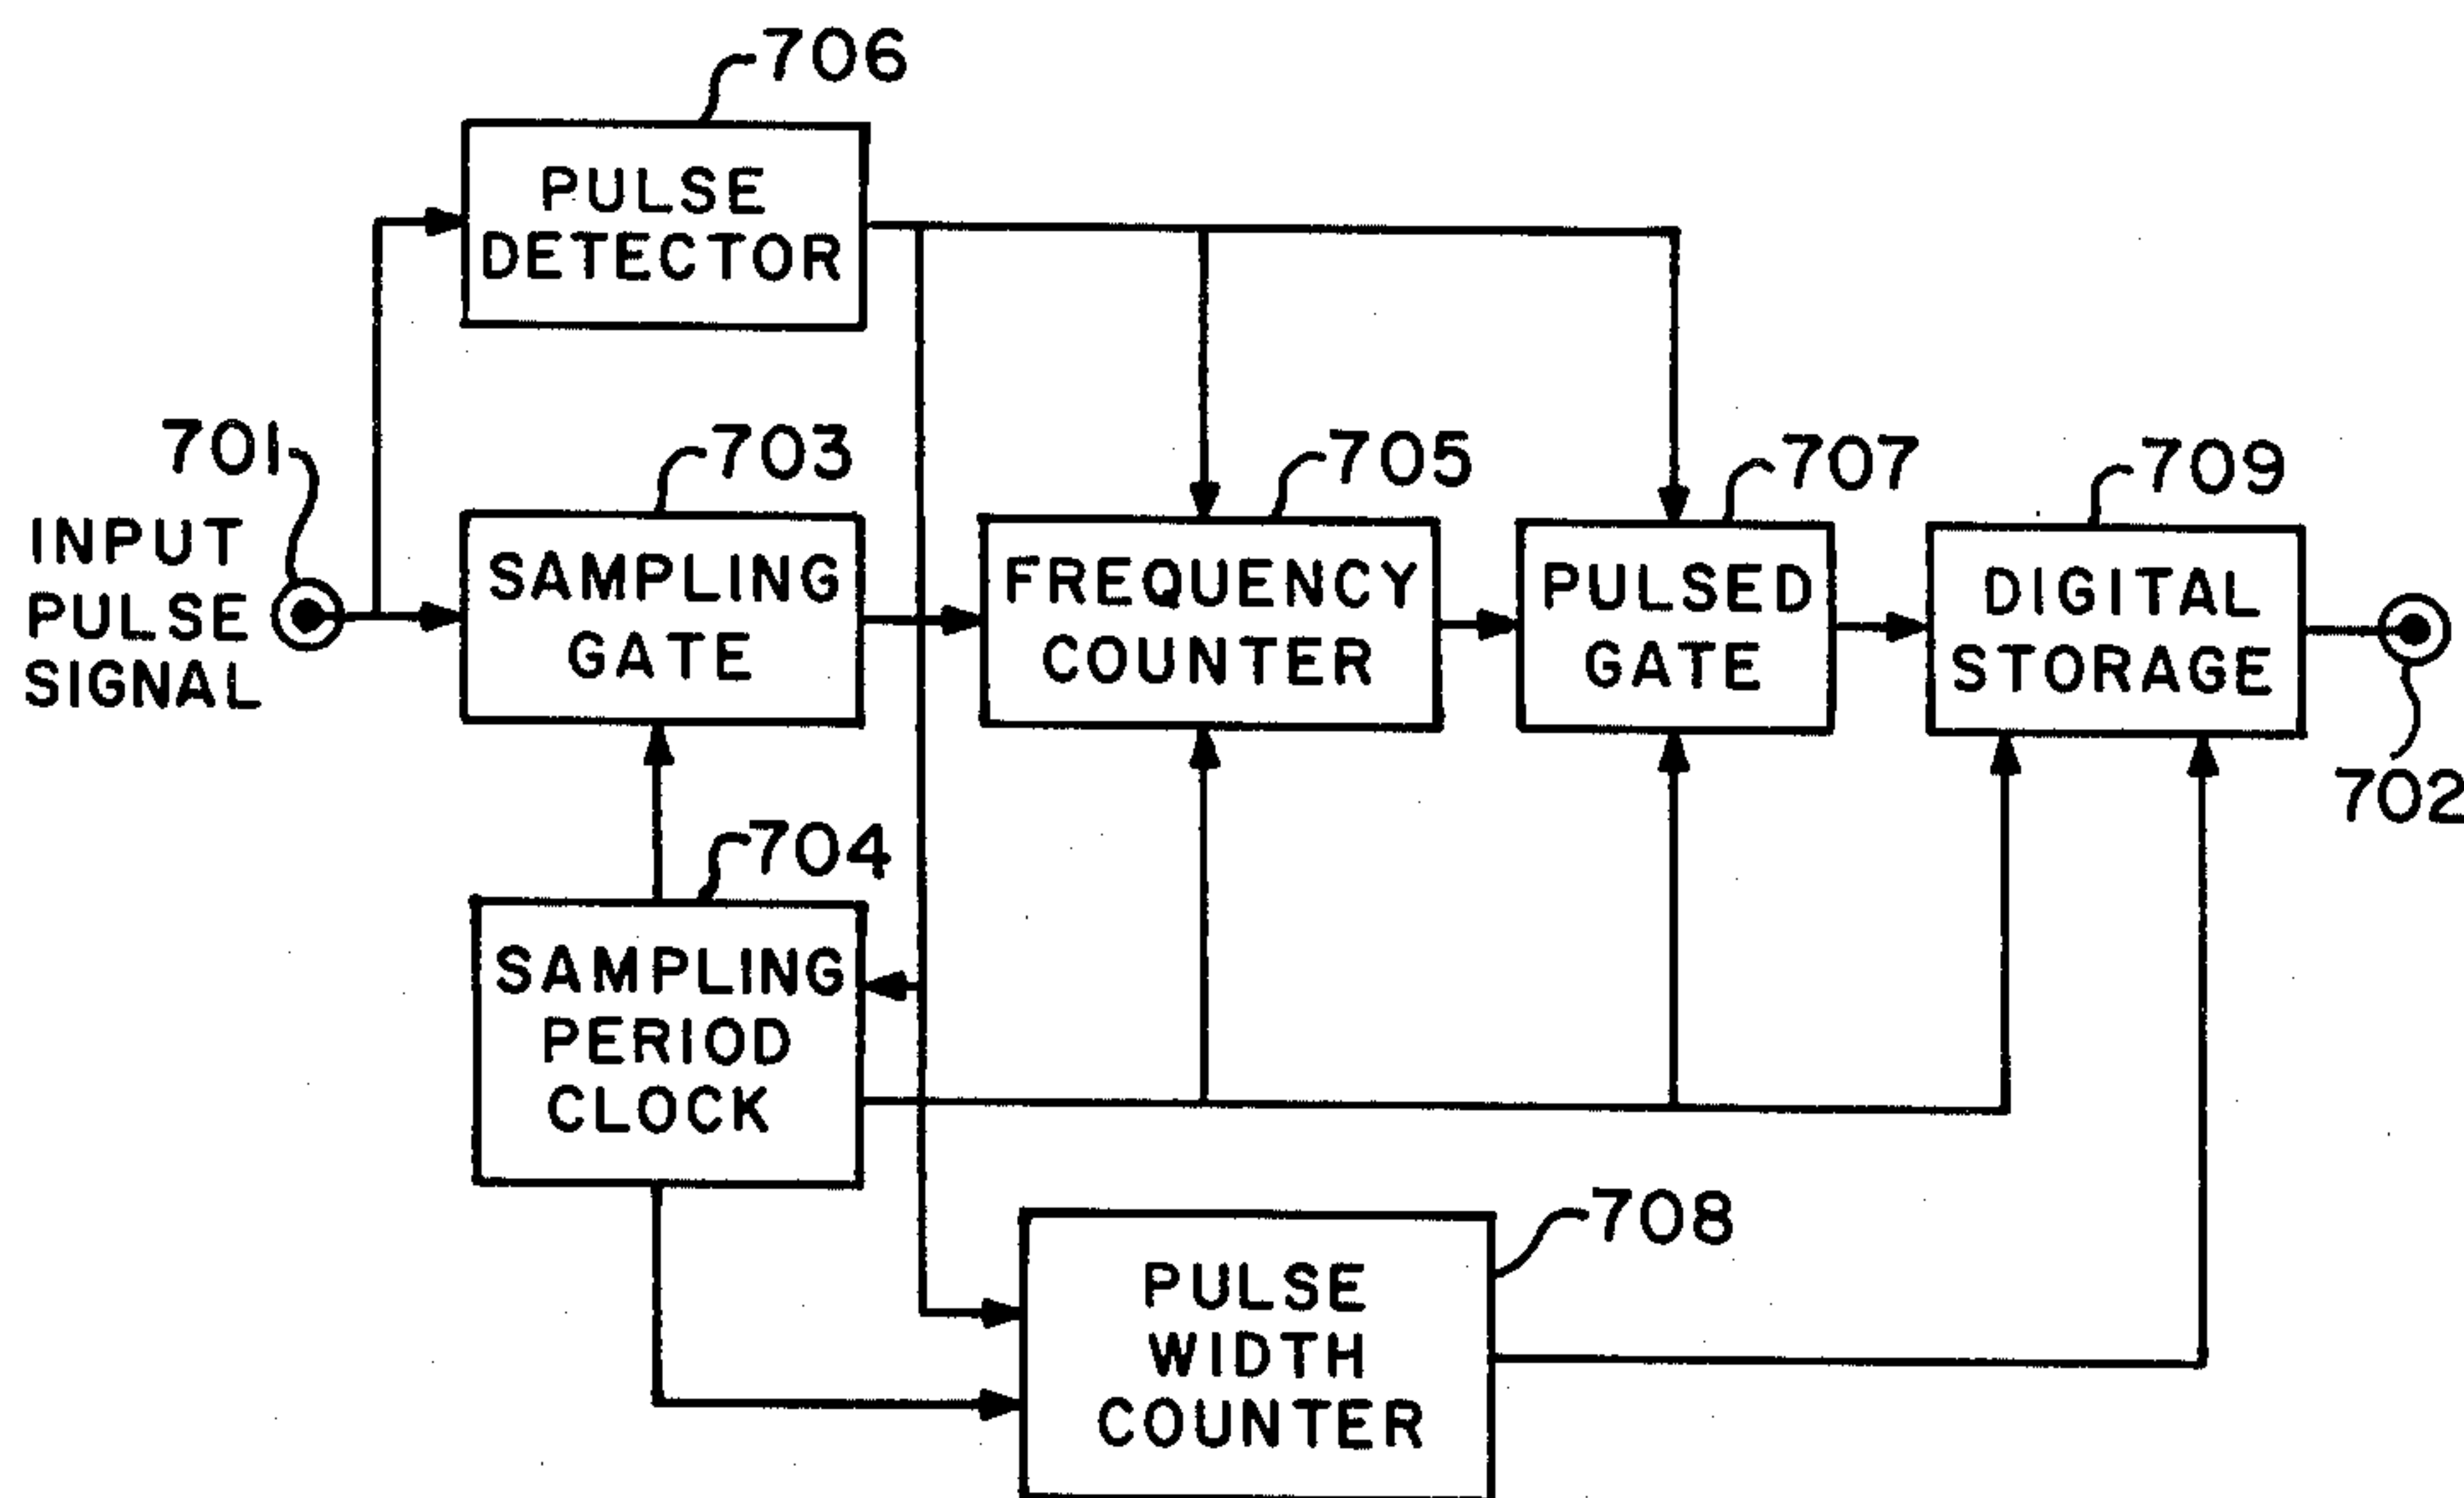 706
PULSE
DETECTOR
701
INPUT
PULSE
SIGNAL
703
SAMPLING
GATE
705
FREQUENCY
COUNTER
707
PULSED
GATE
709
DIGITAL
STORAGE
702
704
SAMPLING
PERIOD
CLOCK
708
PULSE
WIDTH
COUNTER